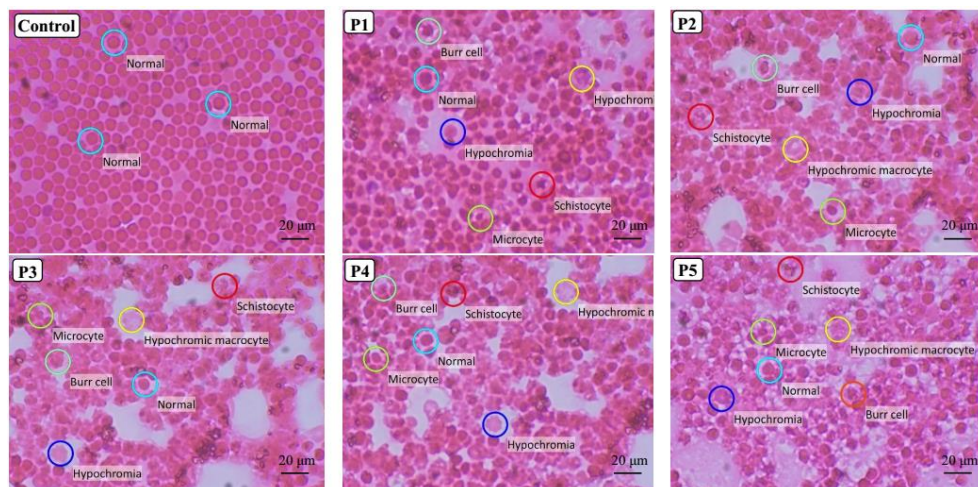 Control
Normal
Normal
Normal
20 µm
P1
Burr cell
Normal
Hypochrom
Hypochromia
Schistocyte
Microcyte
20 µm
P2
Normal
Burr cell
Hypochromia
Schistocyte
Hypochromic macrocyte
Microcyte
20 µm
P3
Schistocyte
Microcyte
Hypochromic macrocyte
Burr cell
Normal
Hypochromia
20 µm
P4
Burr cell
Schistocyte
Hypochromic m
Normal
Microcyte
Hypochromia
20 µm
P5
Schistocyte
Microcyte
Hypochromic macrocyte
Normal
Hypochromia
Burr cell
20 µm